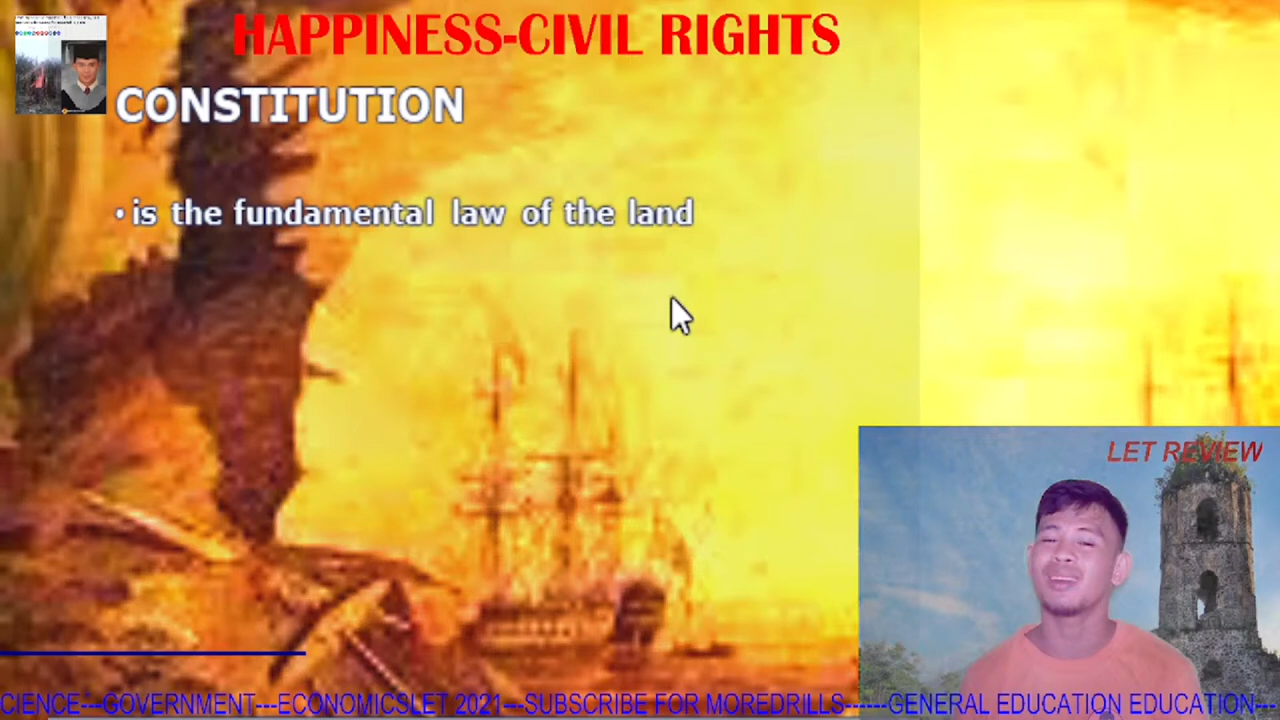 HAPPINESS-CIVIL RIGHTS
CONSTITUTION
• is the fundamental law of the land
LET REVIEW
CIENCE---GOVERNMENT---ECONOMICSLET 2021---SUBSCRIBE FOR MOREDRILLS------GENERAL EDUCATION EDUCATION---